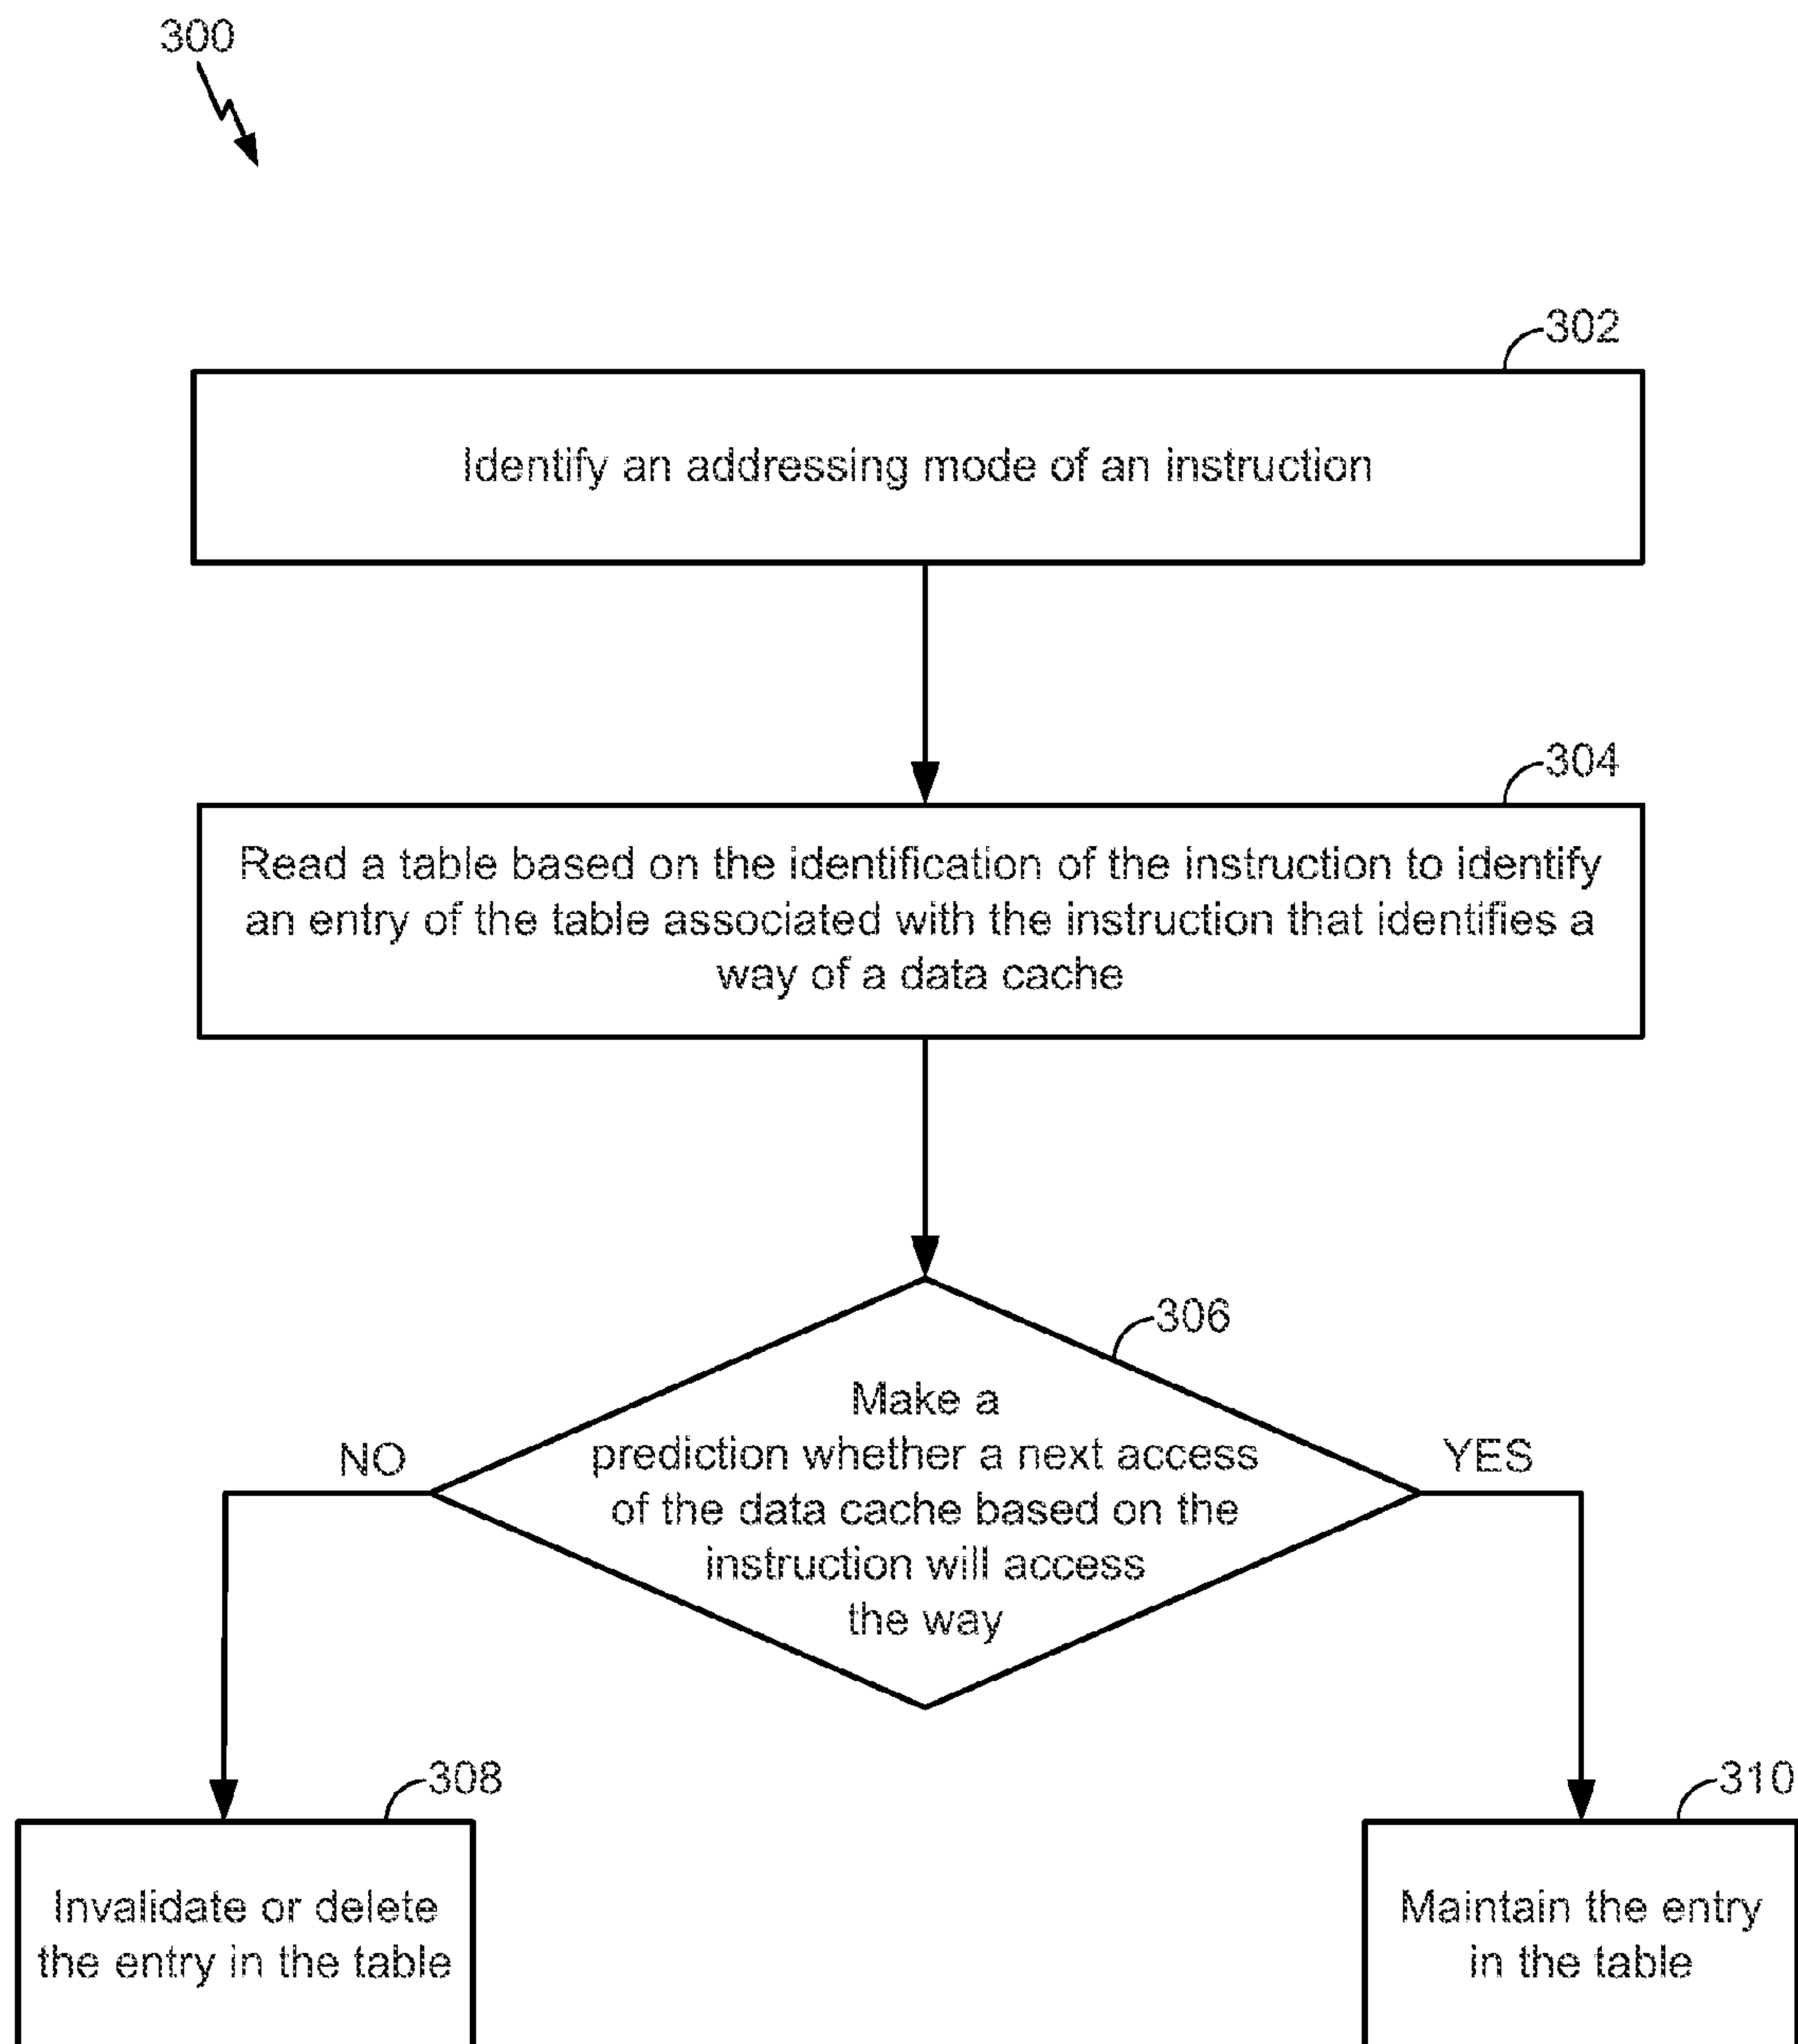 300
302
Identify an addressing mode of an instruction
304
Read a table based on the identification of the instruction to identify
an entry of the table associated with the instruction that identifies a
way of a data cache
306
Make a
prediction whether a next access
of the data cache based on the
instruction will access
the way
NO
YES
308
Invalidate or delete
the entry in the table
310
Maintain the entry
in the table